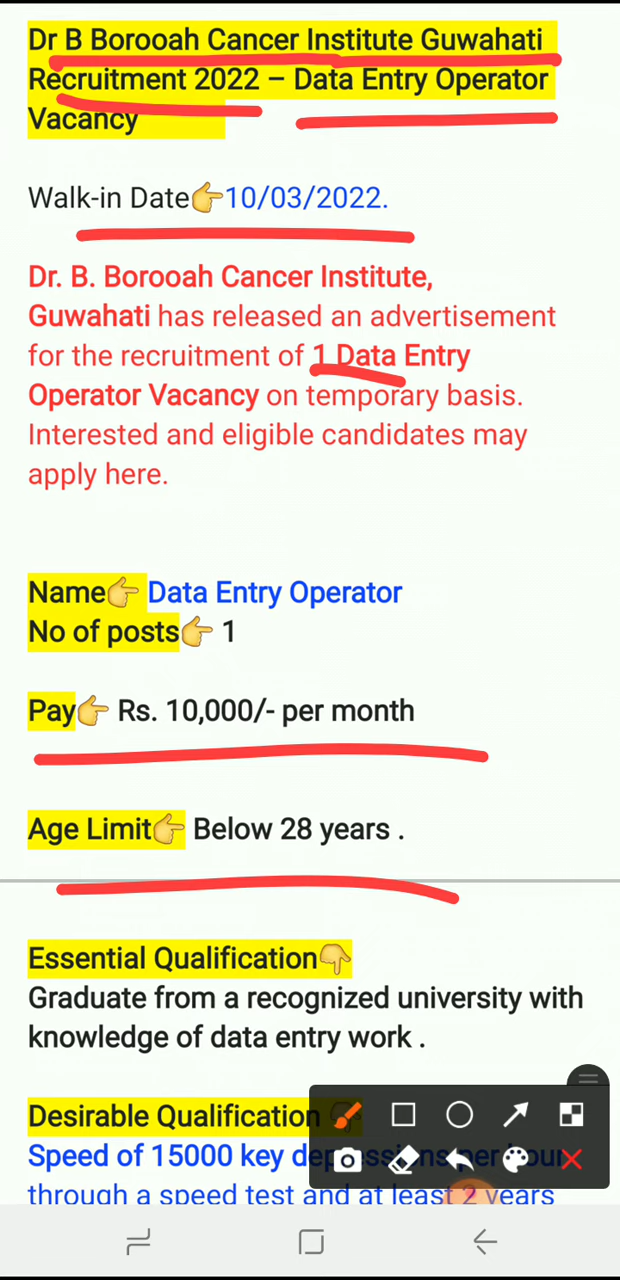 Dr B Borooah Cancer Institute Guwahati
Recruitment 2022 – Data Entry Operator
Vacancy
Walk-in Date👉10/03/2022.
Dr. B. Borooah Cancer Institute,
Guwahati has released an advertisement
for the recruitment of 1 Data Entry
Operator Vacancy on temporary basis.
Interested and eligible candidates may
apply here.
Name👉 Data Entry Operator
No of posts👉 1
Pay👉 Rs. 10,000/- per month
Age Limit👉 Below 28 years .
Essential Qualification👇
Graduate from a recognized university with
knowledge of data entry work .
Desirable Qualification
Speed of 15000 key depressions per hour
through a speed test and at least 2 years